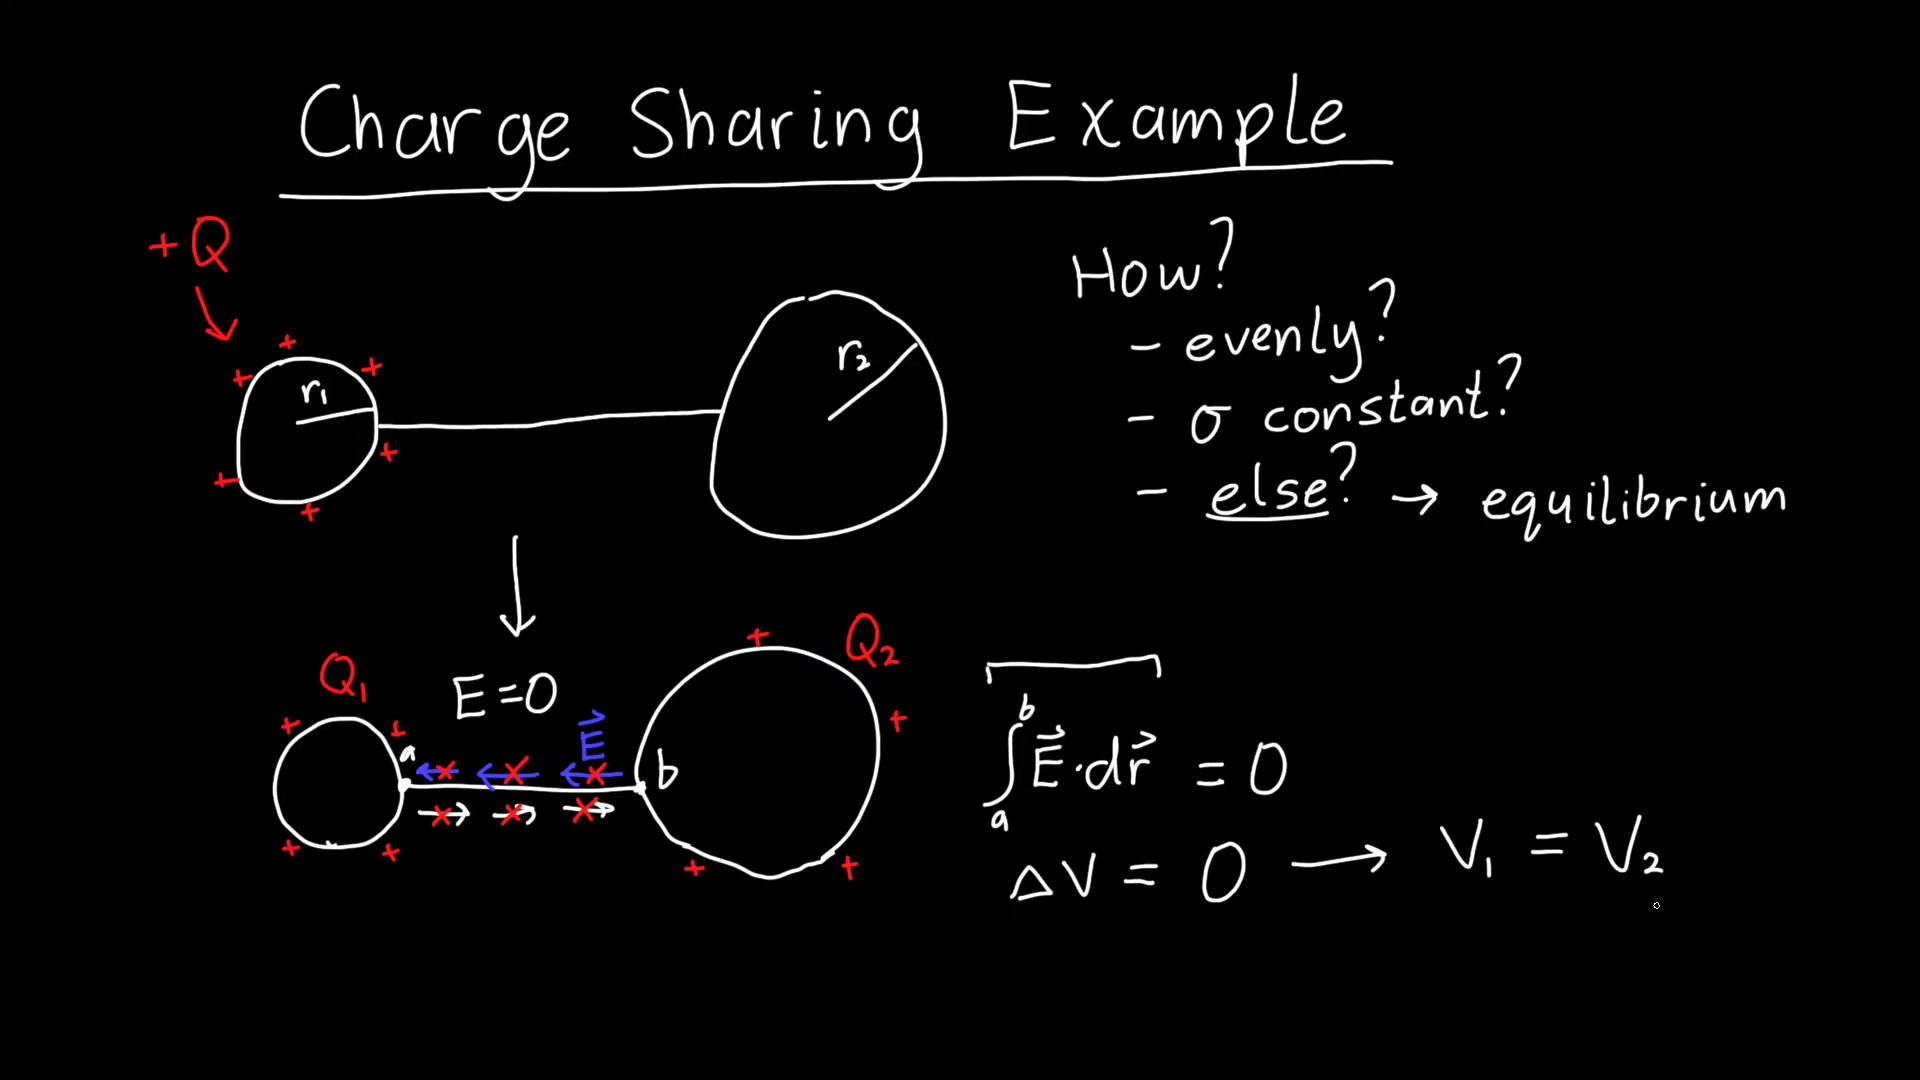 Charge Sharing Example
+Q
r₁
r₂
How?
- evenly?
- σ constant?
- else? → equilibrium
Q₁
E = 0
E⃗
a
b
Q₂
∫ₐᵇ E⃗ · dr⃗ = 0
ΔV = 0 → V₁ = V₂